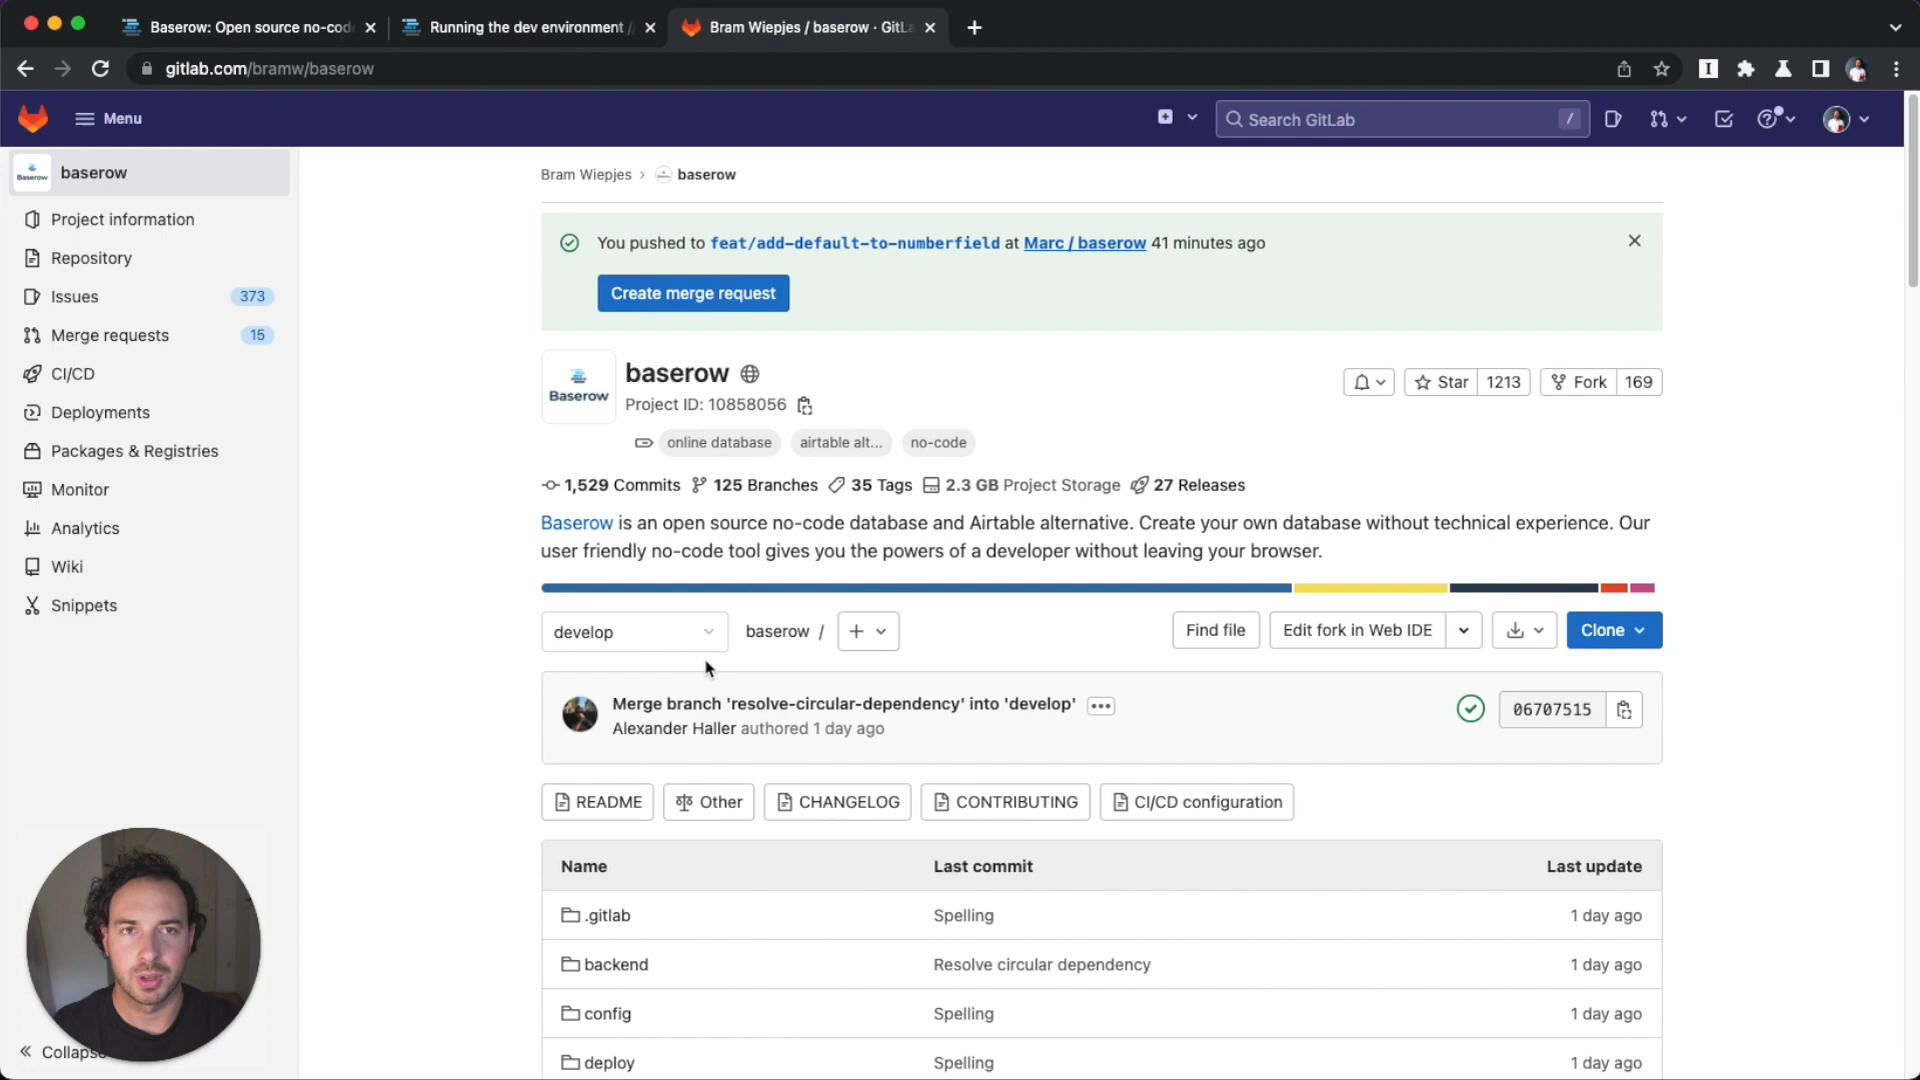 Baserow: Open source no-cod
Running the dev environment /
Bram Wiepjes / baserow · GitLa
gitlab.com/bramw/baserow
Menu
Search GitLab
/
baserow
Project information
Repository
Issues 373
Merge requests 15
CI/CD
Deployments
Packages & Registries
Monitor
Analytics
Wiki
Snippets
Collapse
Bram Wiepjes › baserow
You pushed to feat/add-default-to-numberfield at Marc / baserow 41 minutes ago
Create merge request
Baserow
baserow
Project ID: 10858056
Star 1213
Fork 169
online database airtable alt... no-code
1,529 Commits 125 Branches 35 Tags 2.3 GB Project Storage 27 Releases
Baserow is an open source no-code database and Airtable alternative. Create your own database without technical experience. Our
user friendly no-code tool gives you the powers of a developer without leaving your browser.
develop
baserow /
Find file
Edit fork in Web IDE
Clone
Merge branch 'resolve-circular-dependency' into 'develop'
Alexander Haller authored 1 day ago
06707515
README Other CHANGELOG CONTRIBUTING CI/CD configuration
Name Last commit Last update
.gitlab Spelling 1 day ago
backend Resolve circular dependency 1 day ago
config Spelling 1 day ago
deploy Spelling 1 day ago